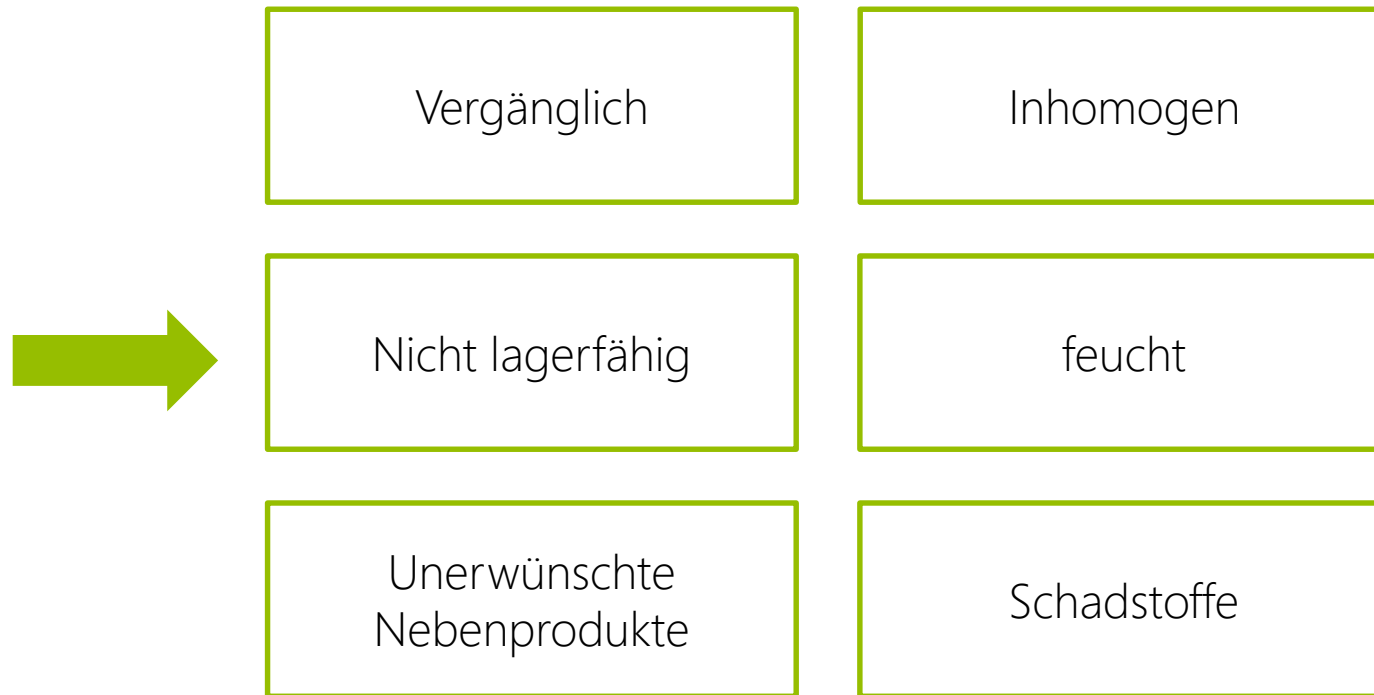 Vergänglich
Inhomogen
Nicht lagerfähig
feucht
Unerwünschte
Nebenprodukte
Schadstoffe